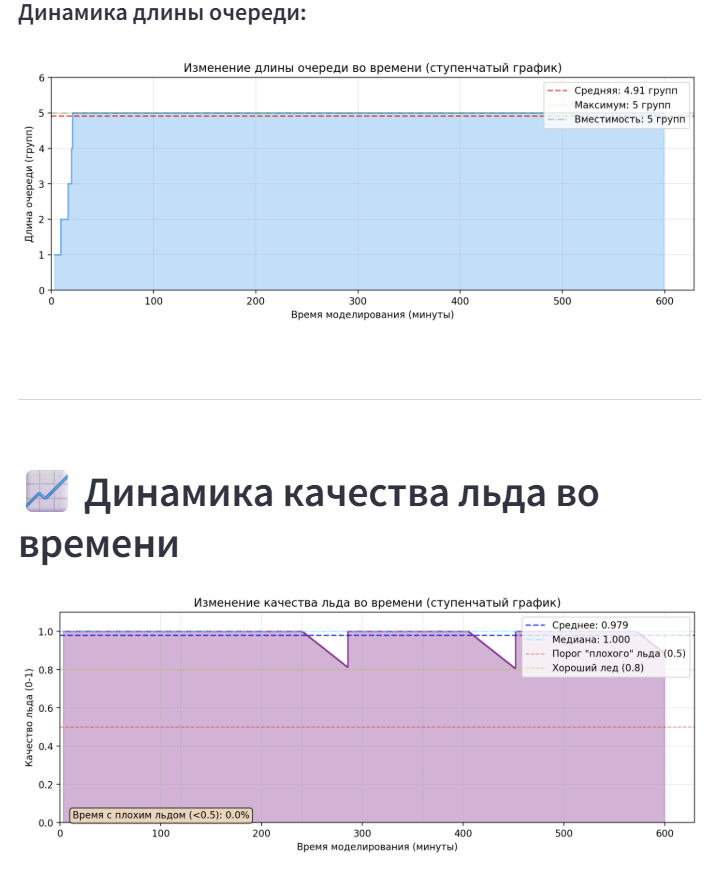 Динамика длины очереди:
Изменение длины очереди во времени (ступенчатый график)
6
5
4
3
2
1
0
Длина очереди (групп)
Средняя: 4.91 групп
Максимум: 5 групп
Вместимость: 5 групп
0 100 200 300 400 500 600
Время моделирования (минуты)
Динамика качества льда во
времени
Изменение качества льда во времени (ступенчатый график)
1.0
0.8
0.6
0.4
0.2
0.0
Качество льда (0-1)
Среднее: 0.979
Медиана: 1.000
Порог "плохого" льда (0.5)
Хороший лед (0.8)
Время с плохим льдом (<0.5): 0.0%
0 100 200 300 400 500 600
Время моделирования (минуты)